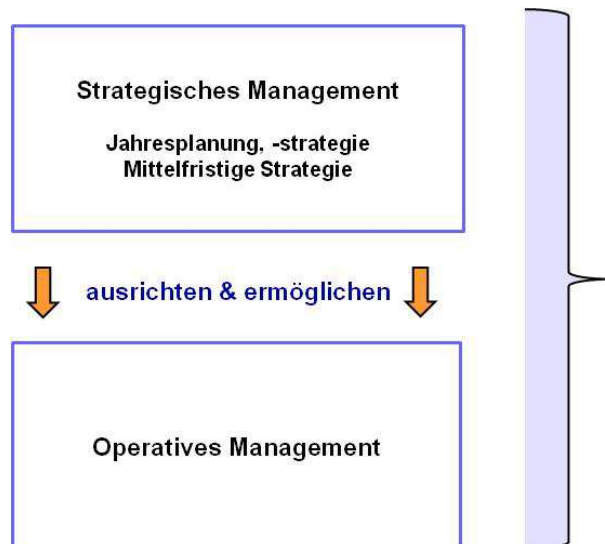 Strategisches Management
Jahresplanung, -strategie
Mittelfristige Strategie
ausrichten & ermöglichen
Operatives Management